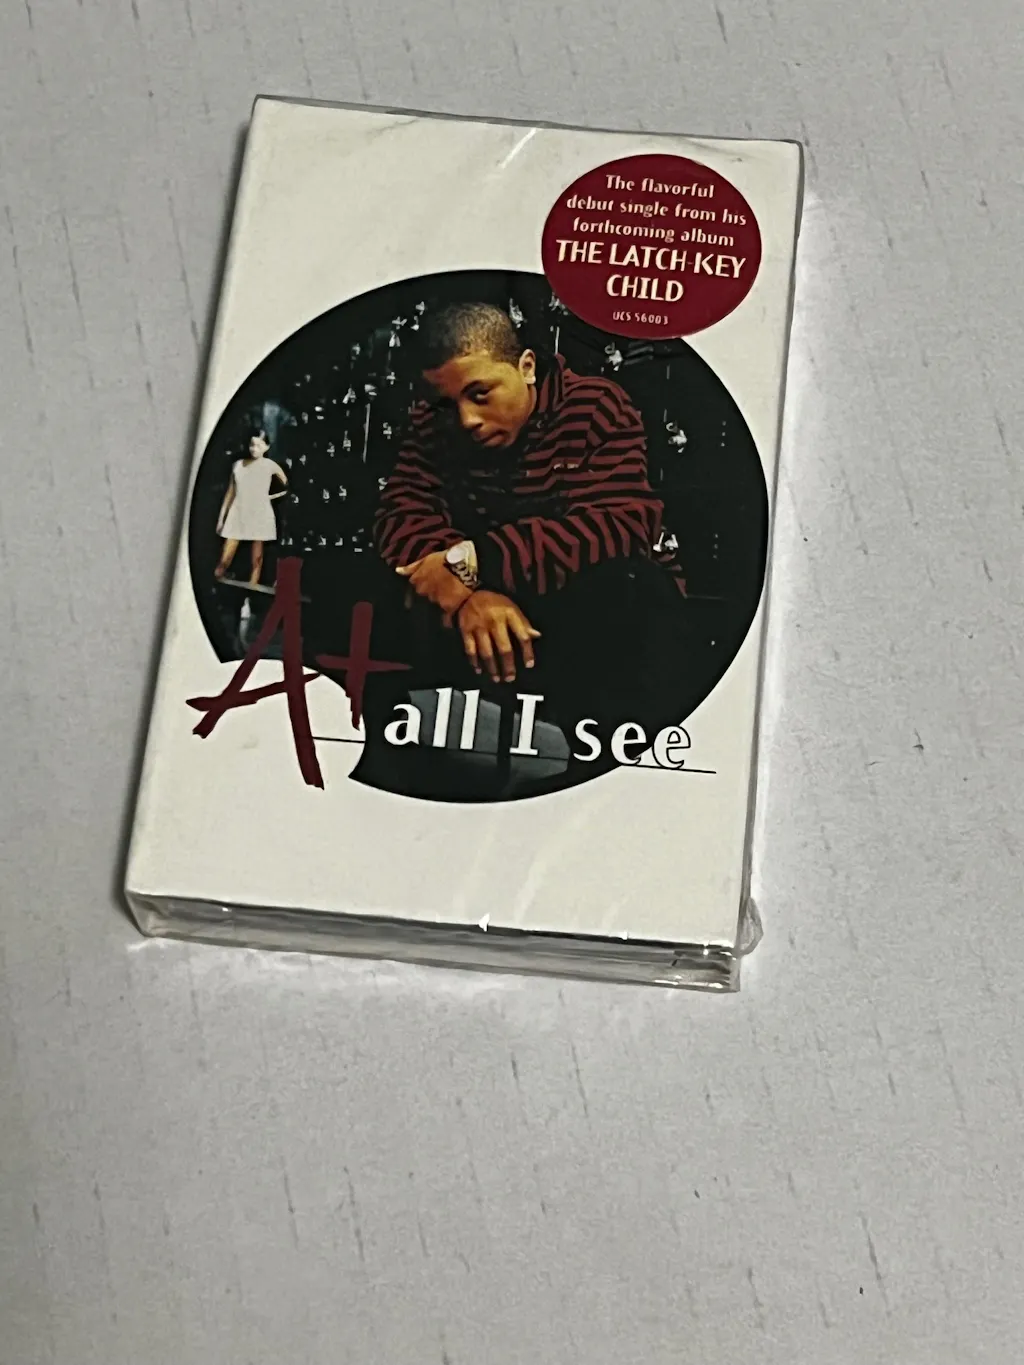 The flavorful
debut single from his
forthcoming album
THE LATCH-KEY
CHILD
UCS 56003
A+
all I see